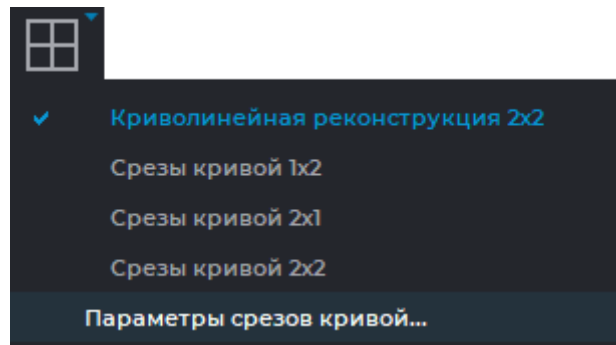 Криволинейная реконструкция 2x2
Срезы кривой 1x2
Срезы кривой 2x1
Срезы кривой 2x2
Параметры срезов кривой...